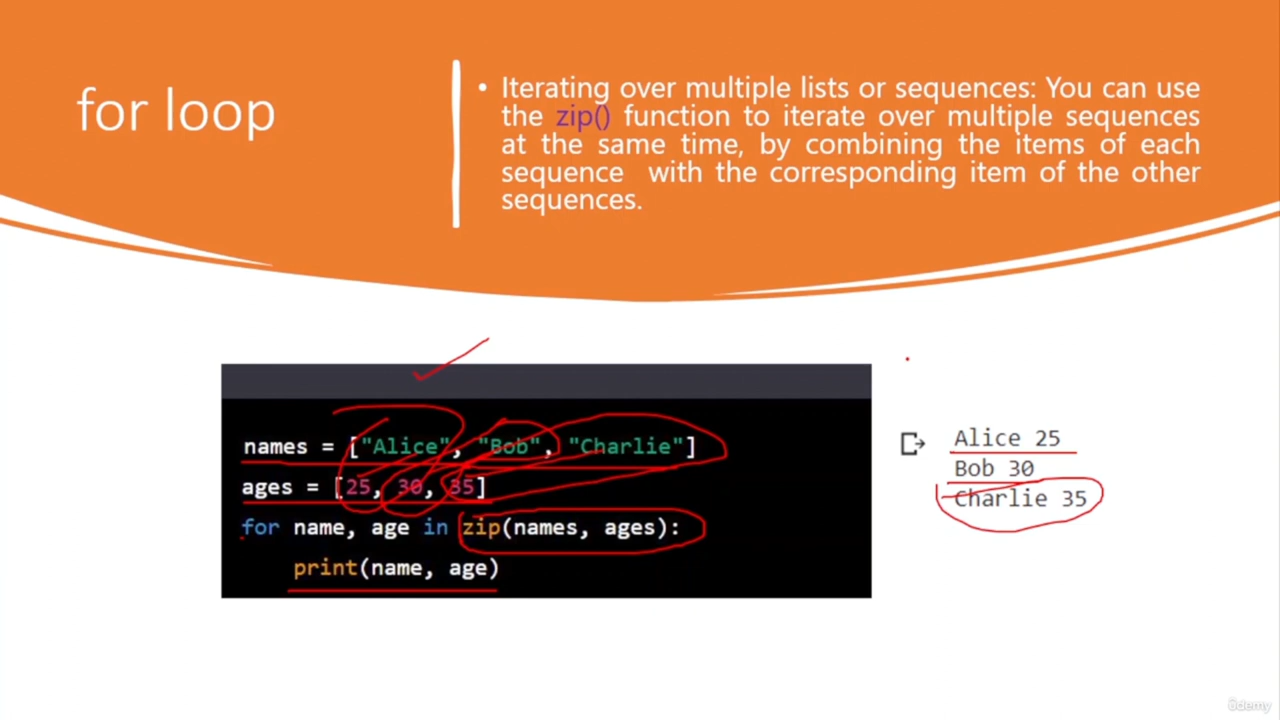 for loop
• Iterating over multiple lists or sequences: You can use
the zip() function to iterate over multiple sequences
at the same time, by combining the items of each
sequence with the corresponding item of the other
sequences.
names = ["Alice", "Bob", "Charlie"]
ages = [25, 30, 35]
for name, age in zip(names, ages):
    print(name, age)
Alice 25
Bob 30
Charlie 35
ûdemy